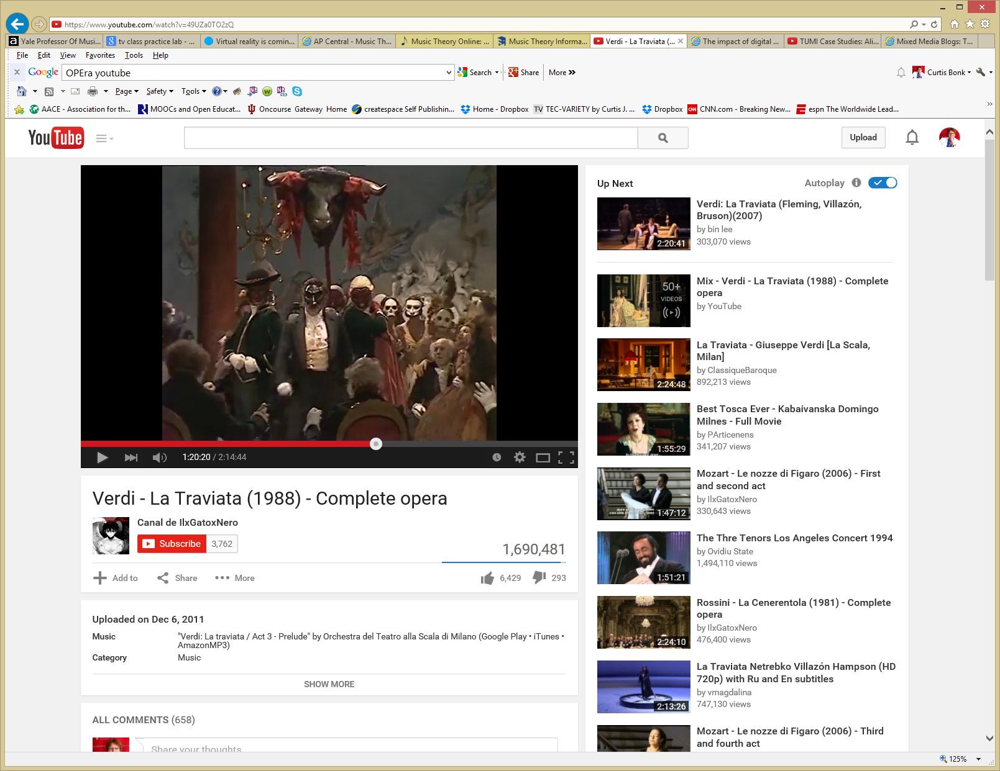 https://www.youtube.com/watch?v=49UZa0TO2zQ
Yale Professor Of Musi...
tv class practice lab - ...
Virtual reality is comin...
AP Central - Music Th...
Music Theory Online: ...
Music Theory Informa...
Verdi - La Traviata (...
The impact of digital ...
TUMI Case Studies: Ali...
Mixed Media Blogs: T...
File Edit View Favorites Tools Help
x Google OPEra youtube Search Share More »
Curtis Bonk
Page Safety Tools
AACE - Association for th...
MOOCs and Open Educat...
Oncourse Gateway Home
createspace Self Publishin...
Home - Dropbox
TEC-VARIETY by Curtis J. ...
Dropbox
CNN.com - Breaking New...
espn The Worldwide Lead...
YouTube
Upload
1:20:20 / 2:14:44
Verdi - La Traviata (1988) - Complete opera
Canal de IlxGatoxNero
Subscribe 3,762
1,690,481
Add to Share More 6,429 293
Uploaded on Dec 6, 2011
Music "Verdi: La traviata / Act 3 - Prelude" by Orchestra del Teatro alla Scala di Milano (Google Play • iTunes •
AmazonMP3)
Category Music
SHOW MORE
ALL COMMENTS (658)
Share your thoughts
Up Next Autoplay
Verdi: La Traviata (Fleming, Villazón,
Bruson)(2007)
by bin lee
303,070 views
2:20:41
Mix - Verdi - La Traviata (1988) - Complete
opera
by YouTube
50+
VIDEOS
La Traviata - Giuseppe Verdi [La Scala,
Milan]
by ClassiqueBaroque
892,213 views
2:24:48
Best Tosca Ever - Kabaivanska Domingo
Milnes - Full Movie
by PArticenens
341,207 views
1:55:29
Mozart - Le nozze di Figaro (2006) - First
and second act
by IlxGatoxNero
330,643 views
1:47:12
The Thre Tenors Los Angeles Concert 1994
by Ovidiu State
1,494,110 views
1:51:21
Rossini - La Cenerentola (1981) - Complete
opera
by IlxGatoxNero
476,400 views
2:24:10
La Traviata Netrebko Villazón Hampson (HD
720p) with Ru and En subtitles
by vmagdalina
747,130 views
2:13:26
Mozart - Le nozze di Figaro (2006) - Third
and fourth act
125%